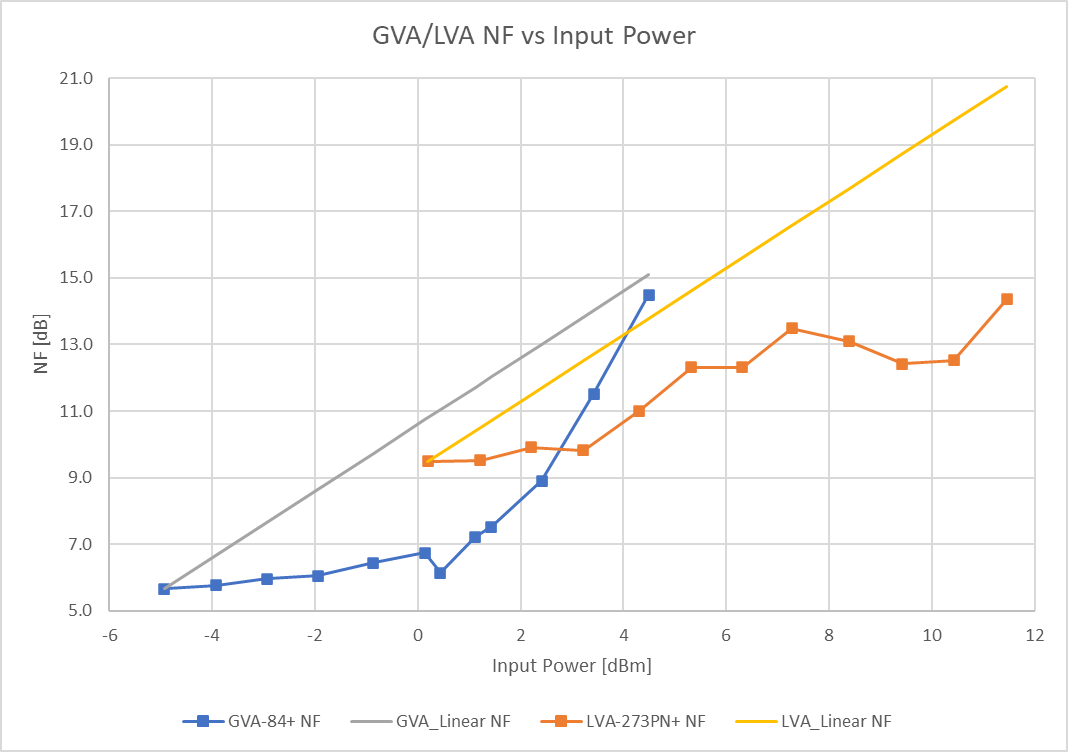 GVA/LVA NF vs Input Power
21.0
19.0
17.0
15.0
13.0
11.0
9.0
7.0
5.0
NF [dB]
-6 -4 -2 0 2 4 6 8 10 12
Input Power [dBm]
GVA-84+ NF GVA_Linear NF LVA-273PN+ NF LVA_Linear NF